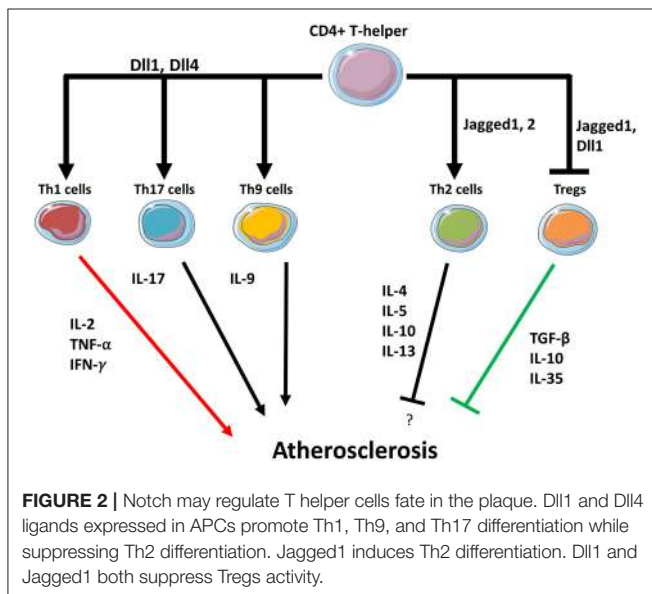 CD4+ T-helper
Dll1, Dll4
Jagged1, 2
Jagged1,
Dll1
Th1 cells
Th17 cells
Th9 cells
Th2 cells
Tregs
IL-17
IL-9
IL-2
TNF-α
IFN-γ
IL-4
IL-5
IL-10
IL-13
TGF-β
IL-10
IL-35
?
Atherosclerosis
FIGURE 2 | Notch may regulate T helper cells fate in the plaque. Dll1 and Dll4
ligands expressed in APCs promote Th1, Th9, and Th17 differentiation while
suppressing Th2 differentiation. Jagged1 induces Th2 differentiation. Dll1 and
Jagged1 both suppress Tregs activity.